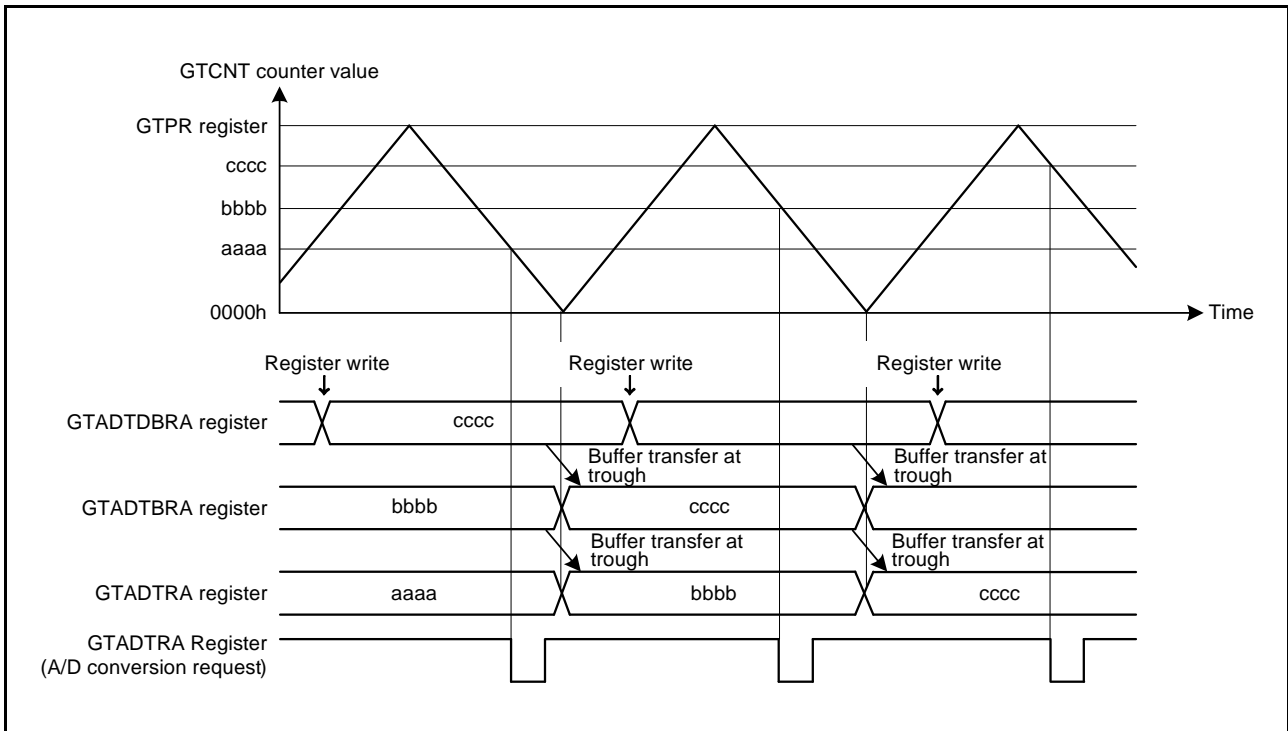 GTCNT counter value
GTPR register
cccc
bbbb
aaaa
0000h
Time
Register write
Register write
Register write
GTADTDBRA register
cccc
Buffer transfer at
trough
Buffer transfer at
trough
GTADTBRA register
bbbb
cccc
Buffer transfer at
trough
Buffer transfer at
trough
GTADTRA register
aaaa
bbbb
cccc
GTADTRA Register
(A/D conversion request)